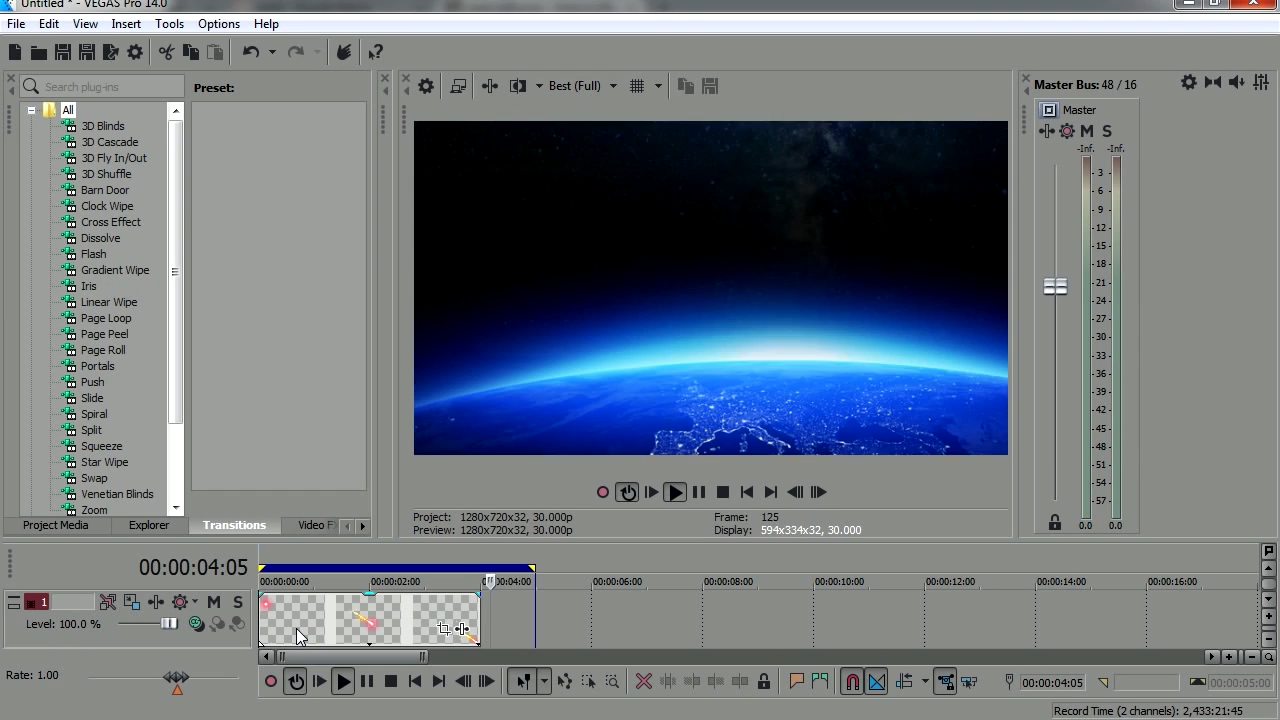 Untitled * - VEGAS Pro 14.0
File Edit View Insert Tools Transitions Options Help
Search plug-ins
Preset:
All
3D Blinds
3D Cascade
3D Fly In/Out
3D Shuffle
Barn Door
Clock Wipe
Cross Effect
Dissolve
Flash
Gradient Wipe
Iris
Linear Wipe
Page Loop
Page Peel
Page Roll
Portals
Push
Slide
Spiral
Split
Squeeze
Star Wipe
Swap
Venetian Blinds
Zoom
Project Media Explorer Transitions Video F
Best (Full)
Project: 1280x720x32, 30.000p Frame: 125
Preview: 1280x720x32, 30.000p Display: 594x334x32, 30.000
Master Bus: 48 / 16
Master
M S
-Inf. -Inf.
3
6
9
12
15
18
21
24
27
30
33
36
39
42
45
48
51
54
57
0.0 0.0
00:00:04:05
00:00:00:00 00:00:02:00 00:04:00 00:00:06:00 00:00:08:00 00:00:10:00 00:00:12:00 00:00:14:00 00:00:16:00
1 M S
Level: 100.0 %
Rate: 1.00
00:00:04:05 00:00:05:00
Record Time (2 channels): 2,433:21:45